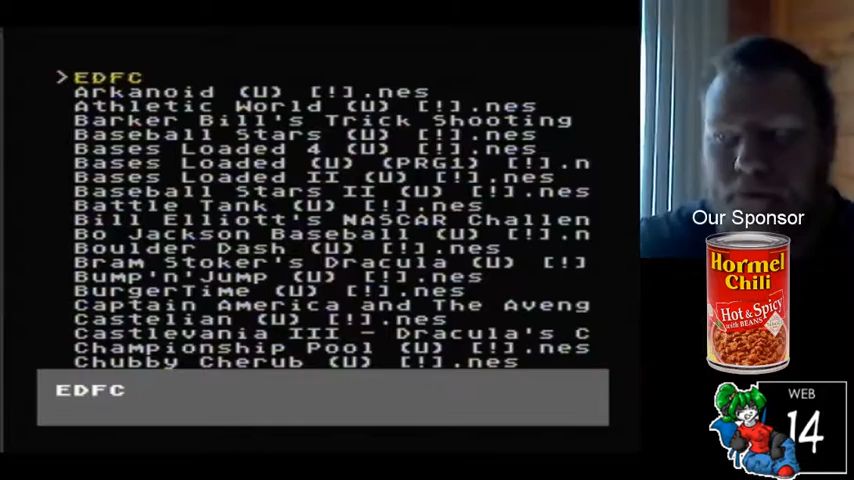 >EDFC
Arkanoid (U) [!].nes
Athletic World (U) [!].nes
Barker Bill's Trick Shooting
Baseball Stars (U) [!].nes
Bases Loaded 4 (U) [!].nes
Bases Loaded (U) (PRG1) [!].n
Bases Loaded II (U) [!].nes
Baseball Stars II (U) [!].nes
Battle Tank (U) [!].nes
Bill Elliott's NASCAR Challen
Bo Jackson Baseball (U) [!].n
Boulder Dash (U) [!].nes
Bram Stoker's Dracula (U) [!]
Bump'n'Jump (U) [!].nes
BurgerTime (U) [!].nes
Captain America and The Aveng
Castelian (U) [!].nes
Castlevania III - Dracula's C
Championship Pool (U) [!].nes
Chubby Cherub (U) [!].nes
EDFC
Our Sponsor
Hormel
Chili
Hot & Spicy
with BEANS
WEB
14